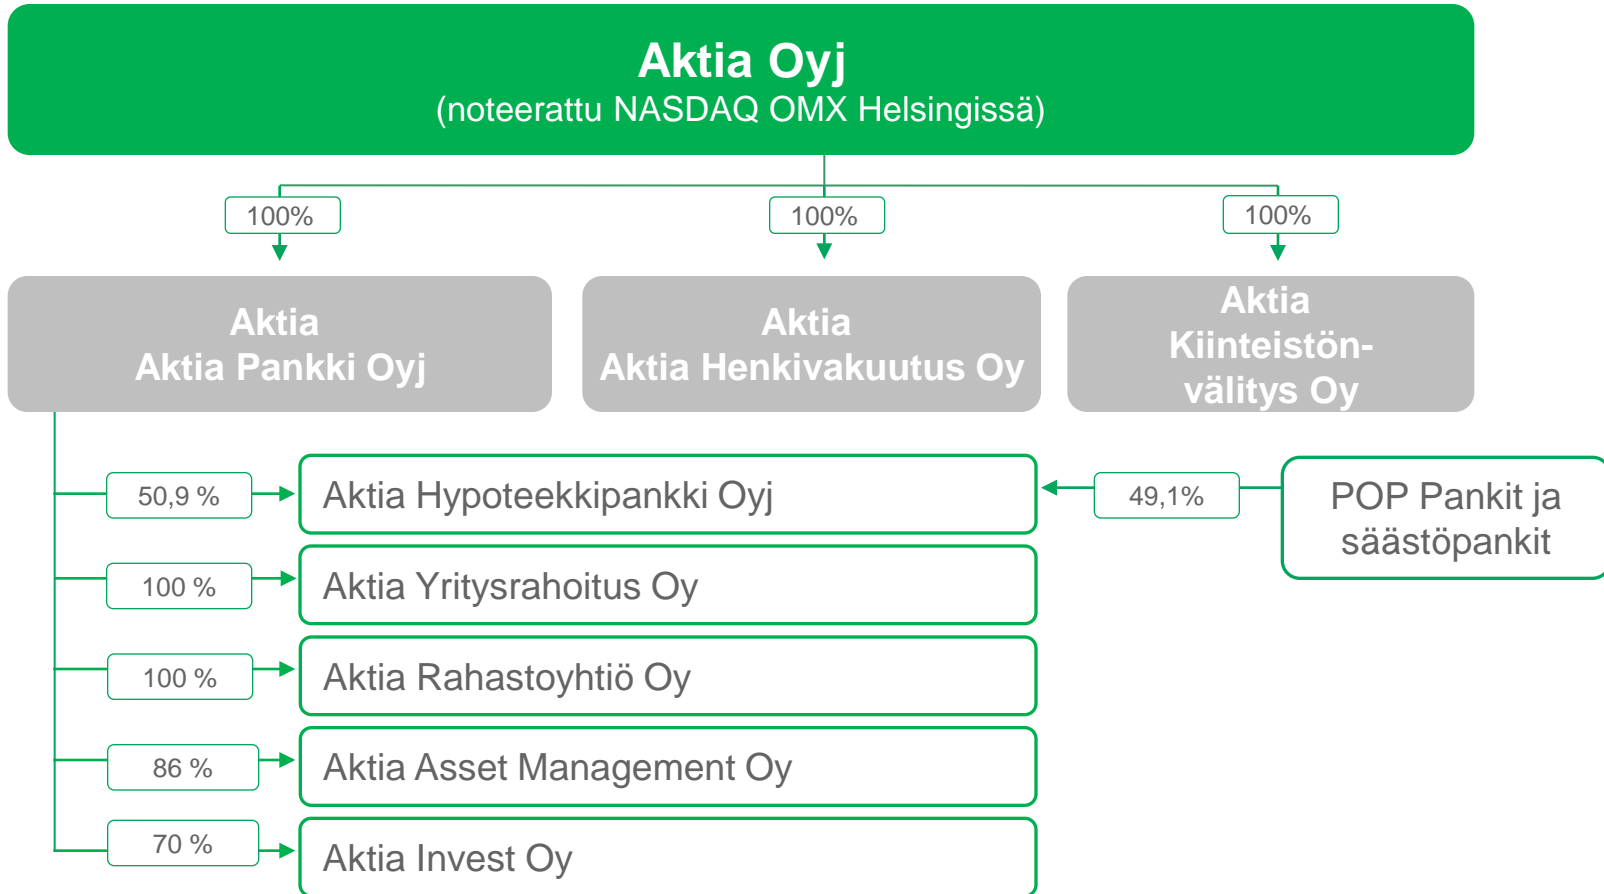 Aktia Oyj
(noteerattu NASDAQ OMX Helsingissä)
100%
100%
100%
Aktia
Aktia Pankki Oyj
Aktia
Aktia Henkivakuutus Oy
Aktia
Kiinteistön-
välitys Oy
50,9 %
Aktia Hypoteekkipankki Oyj
49,1%
POP Pankit ja
säästöpankit
100 %
Aktia Yritysrahoitus Oy
100 %
Aktia Rahastoyhtiö Oy
86 %
Aktia Asset Management Oy
70 %
Aktia Invest Oy